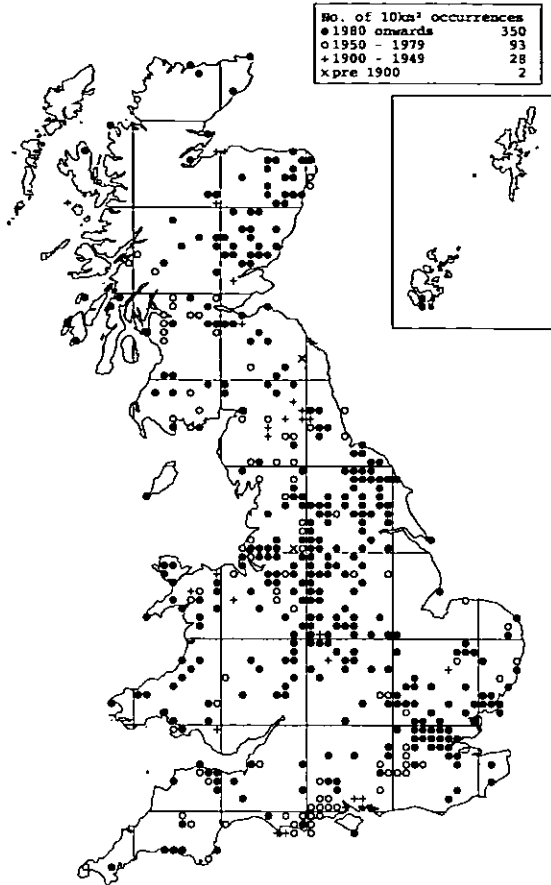 No. of 10km² occurrences
● 1980 onwards 350
○ 1950 - 1979 93
+ 1900 - 1949 28
× pre 1900 2